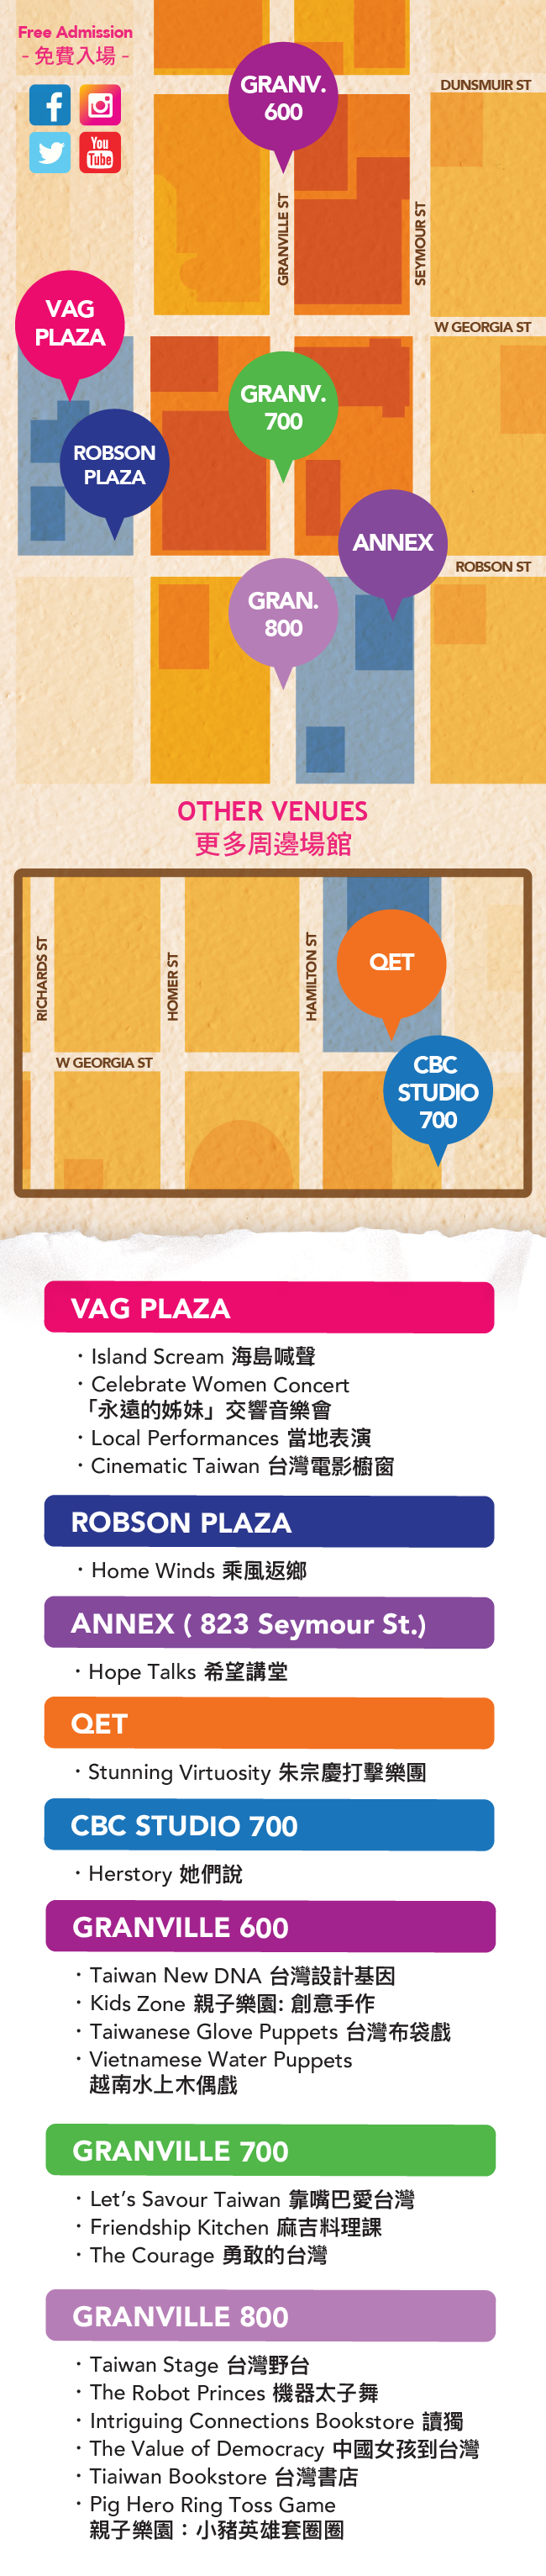 Free Admission
- 免費入場 -
You
Tube
GRANV.
600
DUNSMUIR ST
GRANVILLE ST
SEYMOUR ST
VAG
PLAZA
W GEORGIA ST
GRANV.
700
ROBSON
PLAZA
ANNEX
ROBSON ST
GRAN.
800
OTHER VENUES
更多周邊場館
RICHARDS ST
HOMER ST
HAMILTON ST
QET
W GEORGIA ST
CBC
STUDIO
700
VAG PLAZA
· Island Scream 海島喊聲
· Celebrate Women Concert
「永遠的姊妹」交響音樂會
· Local Performances 當地表演
· Cinematic Taiwan 台灣電影櫥窗
ROBSON PLAZA
· Home Winds 乘風返鄉
ANNEX ( 823 Seymour St.)
· Hope Talks 希望講堂
QET
· Stunning Virtuosity 朱宗慶打擊樂團
CBC STUDIO 700
· Herstory 她們說
GRANVILLE 600
· Taiwan New DNA 台灣設計基因
· Kids Zone 親子樂園: 創意手作
· Taiwanese Glove Puppets 台灣布袋戲
· Vietnamese Water Puppets
越南水上木偶戲
GRANVILLE 700
· Let's Savour Taiwan 靠嘴巴愛台灣
· Friendship Kitchen 麻吉料理課
· The Courage 勇敢的台灣
GRANVILLE 800
· Taiwan Stage 台灣野台
· The Robot Princes 機器太子舞
· Intriguing Connections Bookstore 讀獨
· The Value of Democracy 中國女孩到台灣
· Tiaiwan Bookstore 台灣書店
· Pig Hero Ring Toss Game
親子樂園：小豬英雄套圈圈